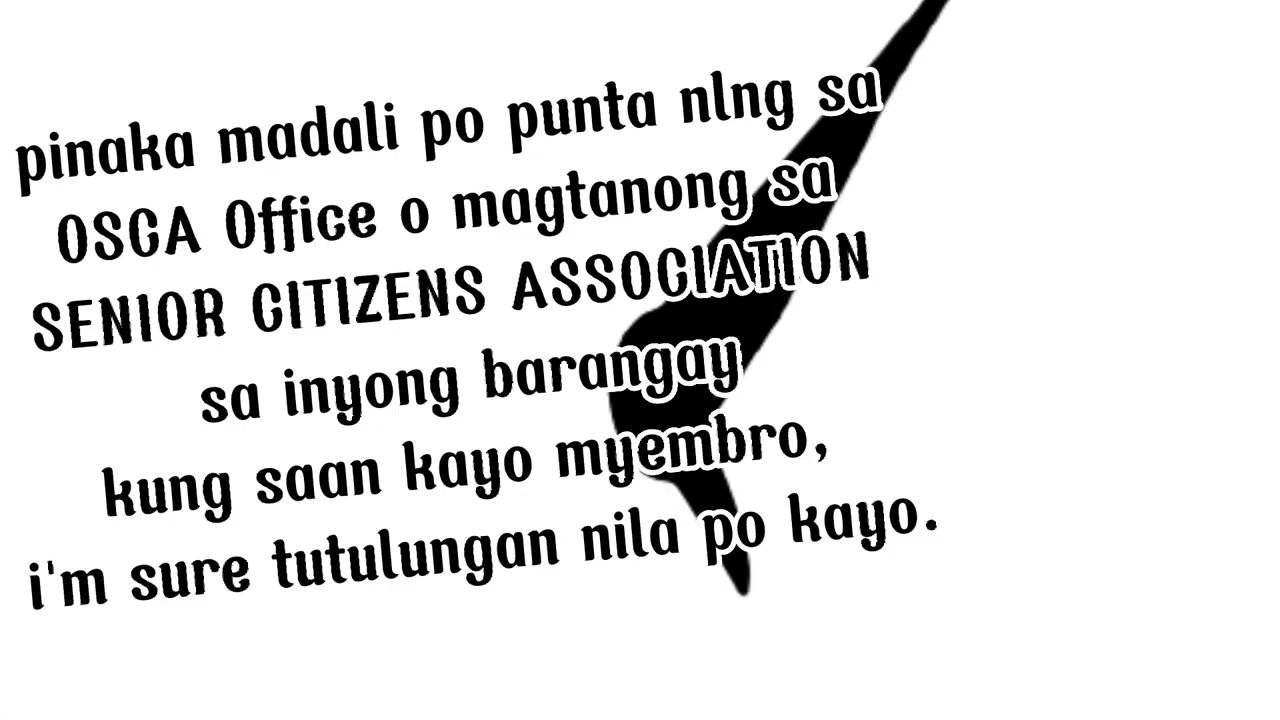 pinaka madali po punta nlng sa
OSCA Office o magtanong sa
SENIOR CITIZENS ASSOCIATION
sa inyong barangay
kung saan kayo myembro,
i'm sure tutulungan nila po kayo.